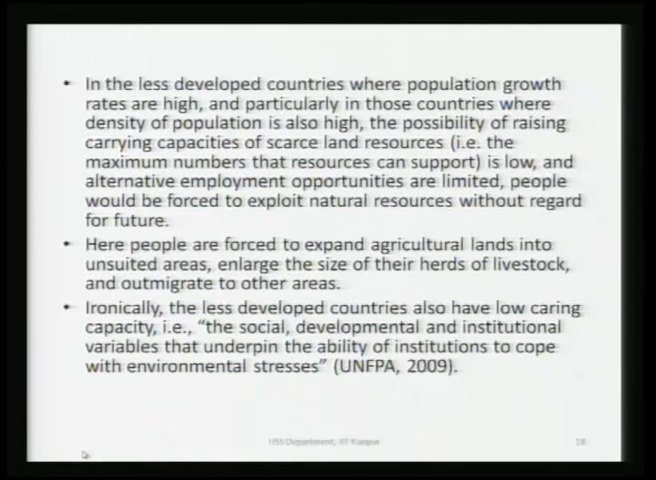 • In the less developed countries where population growth
rates are high, and particularly in those countries where
density of population is also high, the possibility of raising
carrying capacities of scarce land resources (i.e. the
maximum numbers that resources can support) is low, and
alternative employment opportunities are limited, people
would be forced to exploit natural resources without regard
for future.
• Here people are forced to expand agricultural lands into
unsuited areas, enlarge the size of their herds of livestock,
and outmigrate to other areas.
• Ironically, the less developed countries also have low caring
capacity, i.e., “the social, developmental and institutional
variables that underpin the ability of institutions to cope
with environmental stresses” (UNFPA, 2009).
HSS Department, IIT Kanpur
18